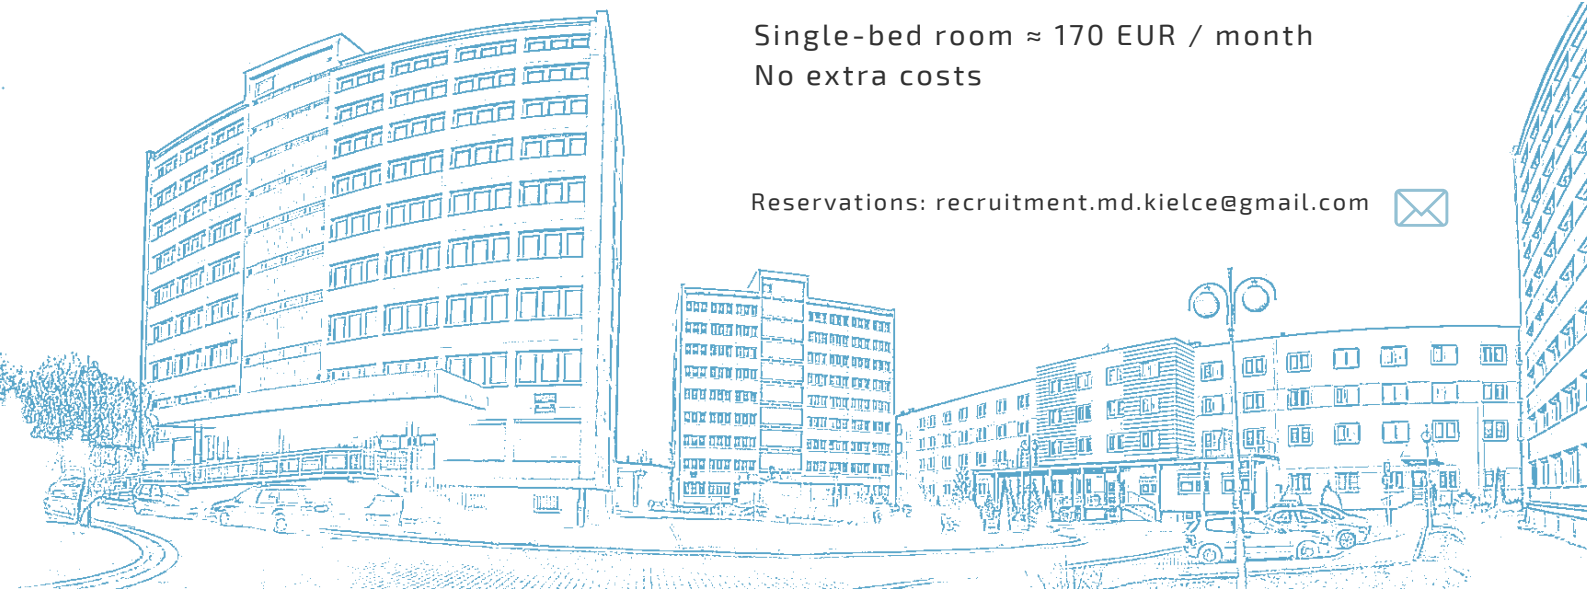 Single-bed room ≈ 170 EUR / month
No extra costs
Reservations: recruitment.md.kielce@gmail.com